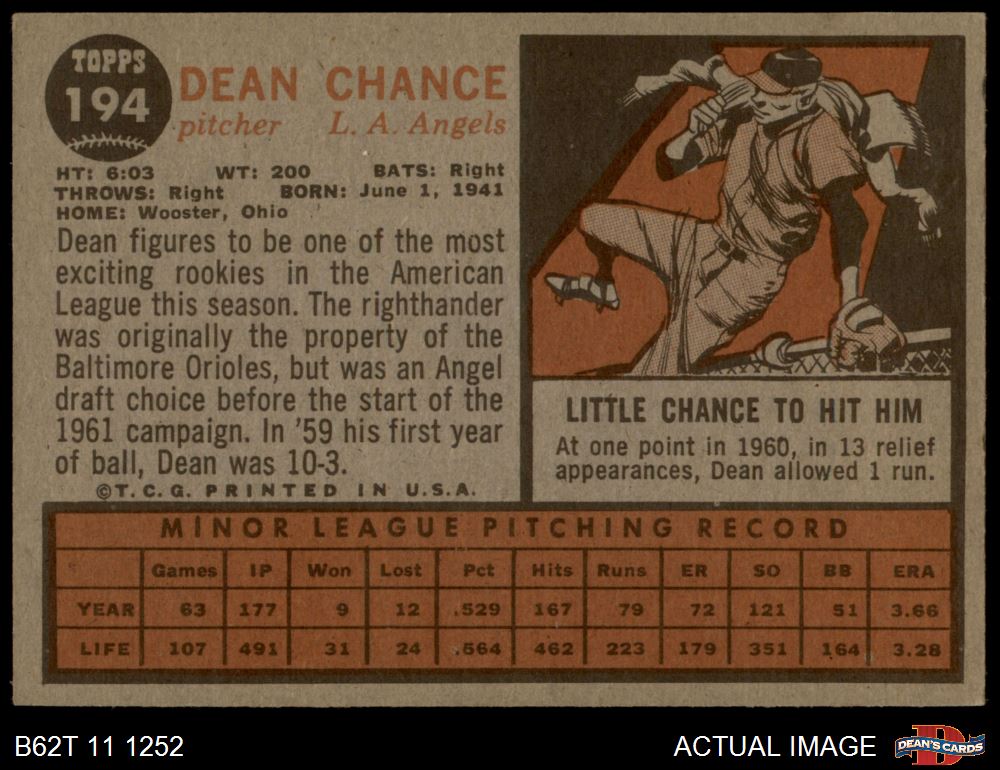 TOPPS
194
DEAN CHANCE
pitcher L. A. Angels
HT: 6:03 WT: 200 BATS: Right
THROWS: Right BORN: June 1, 1941
HOME: Wooster, Ohio
Dean figures to be one of the most
exciting rookies in the American
League this season. The righthander
was originally the property of the
Baltimore Orioles, but was an Angel
draft choice before the start of the
1961 campaign. In '59 his first year
of ball, Dean was 10-3.
©T. C. G. PRINTED IN U.S.A.
LITTLE CHANCE TO HIT HIM
At one point in 1960, in 13 relief
appearances, Dean allowed 1 run.
MINOR LEAGUE PITCHING RECORD
Games IP Won Lost Pct Hits Runs ER SO BB ERA
YEAR 63 177 9 12 .529 167 79 72 121 51 3.66
LIFE 107 491 31 24 .564 462 223 179 351 164 3.28
B62T 11 1252 ACTUAL IMAGE D DEAN'S CARDS